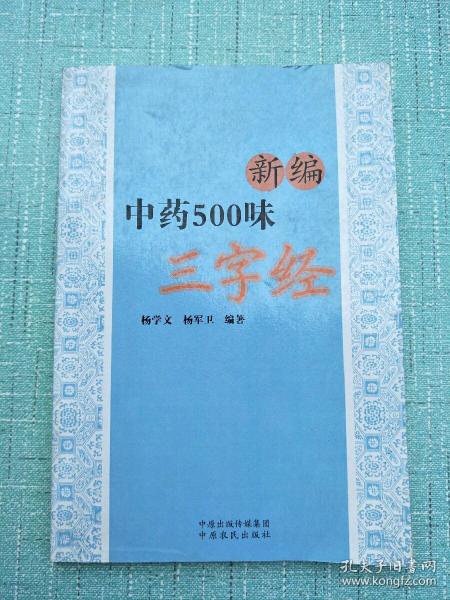 新编
中药500味
三字经
杨学文 杨军卫 编著
中原出版传媒集团
中原农民出版社
孔夫子旧书网
www.kongfz.com